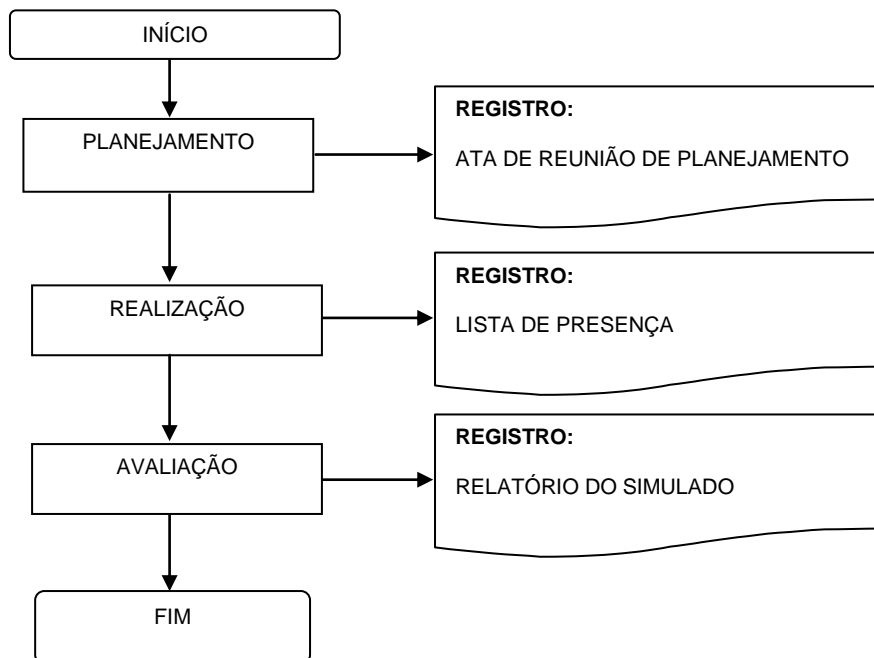 INÍCIO
PLANEJAMENTO
REGISTRO:
ATA DE REUNIÃO DE PLANEJAMENTO
REALIZAÇÃO
REGISTRO:
LISTA DE PRESENÇA
AVALIAÇÃO
REGISTRO:
RELATÓRIO DO SIMULADO
FIM